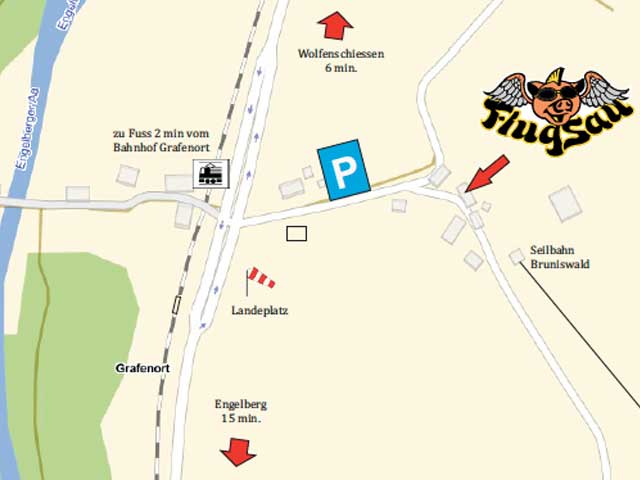 Engelberger Aa
Wolfenschiessen
6 min.
FlugSau
zu Fuss 2 min vom
Bahnhof Grafenort
P
Seilbahn
Bruniswald
Landeplatz
Grafenort
Engelberg
15 min.